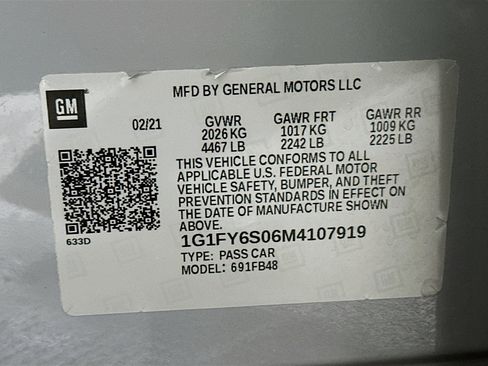 GM
MFD BY GENERAL MOTORS LLC
02/21
GVWR GAWR FRT GAWR RR
2026 KG 1017 KG 1009 KG
4467 LB 2242 LB 2225 LB
THIS VEHICLE CONFORMS TO ALL
APPLICABLE U.S. FEDERAL MOTOR
VEHICLE SAFETY, BUMPER, AND THEFT
PREVENTION STANDARDS IN EFFECT ON
THE DATE OF MANUFACTURE SHOWN
ABOVE.
633D
1G1FY6S06M4107919
TYPE: PASS CAR
MODEL: 691FB48